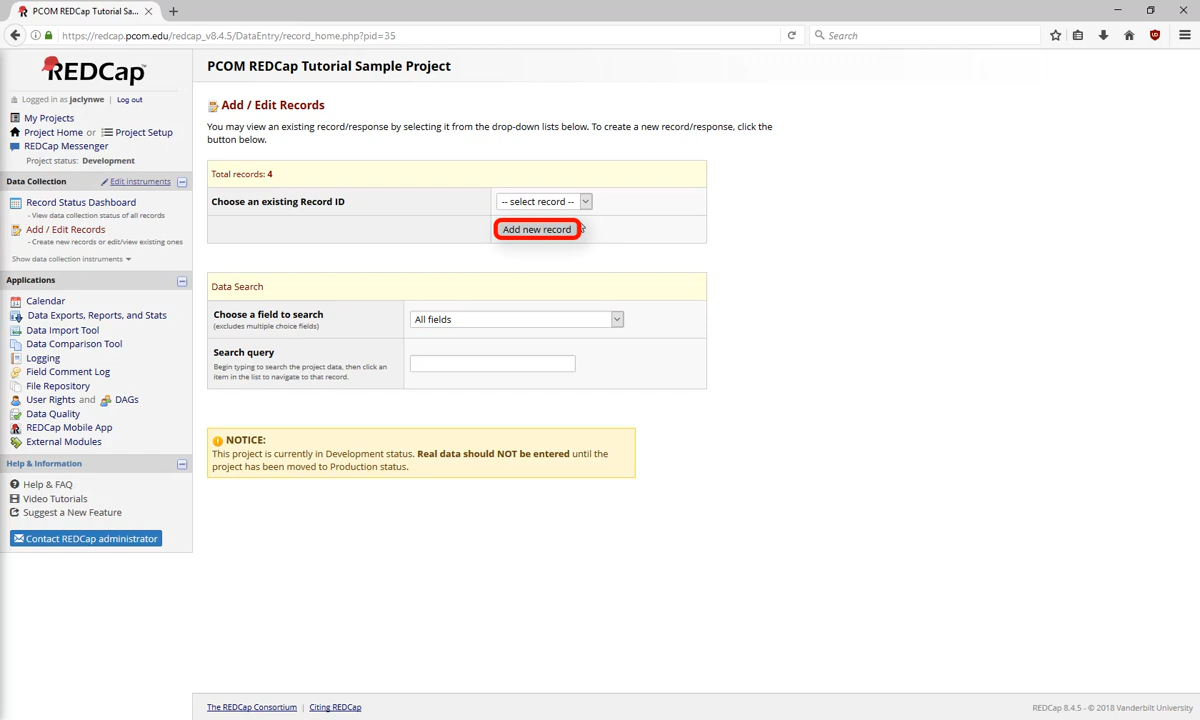 PCOM REDCap Tutorial Sa...
https://redcap.pcom.edu/redcap_v8.4.5/DataEntry/record_home.php?pid=35
Search
REDCap
Logged in as jaclynwe | Log out
My Projects
Project Home or Project Setup
REDCap Messenger
Project status: Development
Data Collection Edit instruments
Record Status Dashboard
- View data collection status of all records
Add / Edit Records
- Create new records or edit/view existing ones
Show data collection instruments
Applications
Calendar
Data Exports, Reports, and Stats
Data Import Tool
Data Comparison Tool
Logging
Field Comment Log
File Repository
User Rights and DAGs
Data Quality
REDCap Mobile App
External Modules
Help & Information
Help & FAQ
Video Tutorials
Suggest a New Feature
Contact REDCap administrator
PCOM REDCap Tutorial Sample Project
Add / Edit Records
You may view an existing record/response by selecting it from the drop-down lists below. To create a new record/response, click the
button below.
Total records: 4
Choose an existing Record ID
-- select record --
Add new record
Data Search
Choose a field to search
(excludes multiple choice fields)
All fields
Search query
Begin typing to search the project data, then click an
item in the list to navigate to that record.
NOTICE:
This project is currently in Development status. Real data should NOT be entered until the
project has been moved to Production status.
The REDCap Consortium | Citing REDCap
REDCap 8.4.5 - © 2018 Vanderbilt University